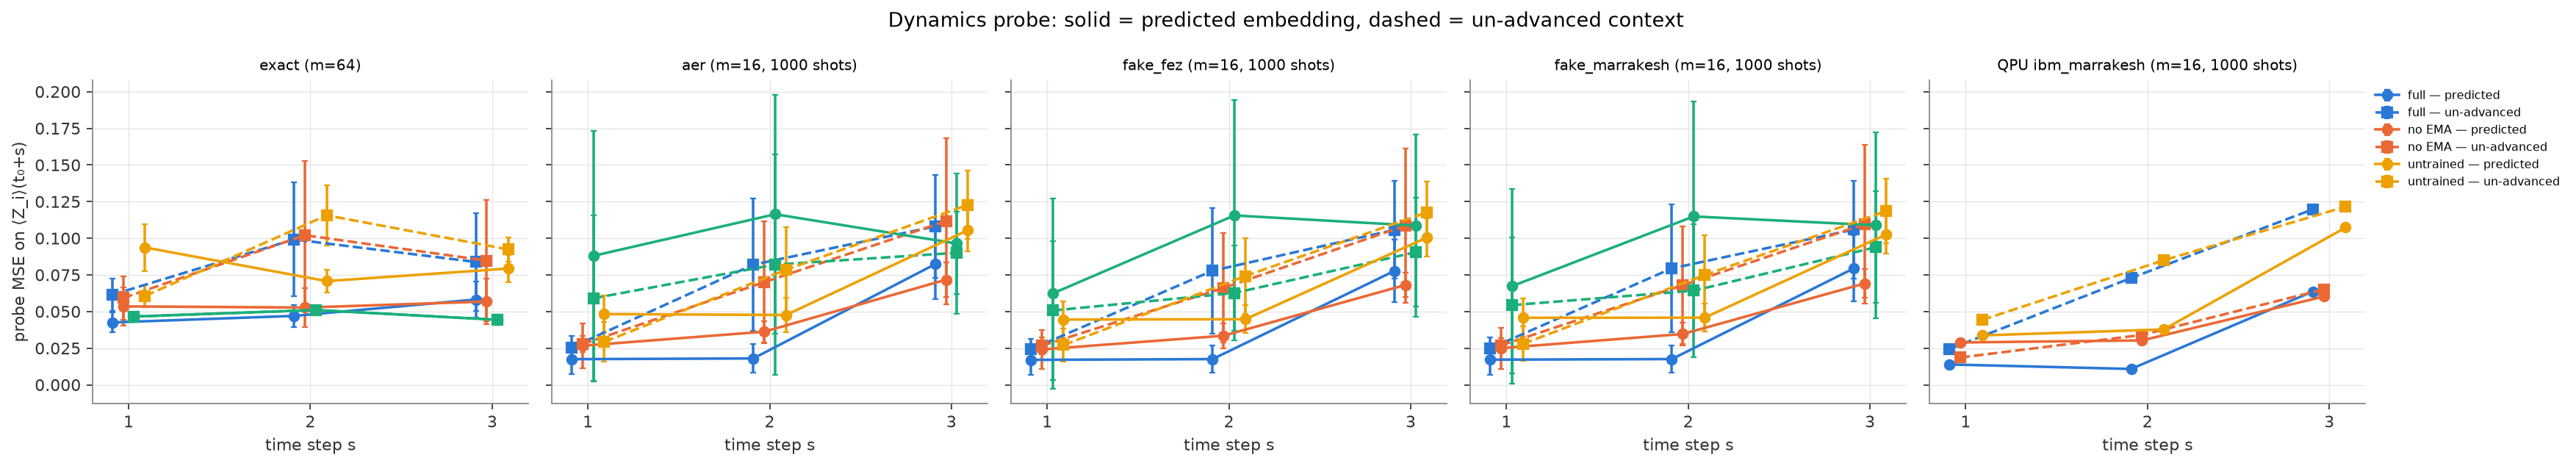 Dynamics probe: solid = predicted embedding, dashed = un-advanced context
exact (m=64)
aer (m=16, 1000 shots)
fake_fez (m=16, 1000 shots)
fake_marrakesh (m=16, 1000 shots)
QPU ibm_marrakesh (m=16, 1000 shots)
probe MSE on ⟨Z_i⟩(t₀+s)
0.200
0.175
0.150
0.125
0.100
0.075
0.050
0.025
0.000
full — predicted
full — un-advanced
no EMA — predicted
no EMA — un-advanced
untrained — predicted
untrained — un-advanced
1 2 3
1 2 3
1 2 3
1 2 3
1 2 3
time step s
time step s
time step s
time step s
time step s